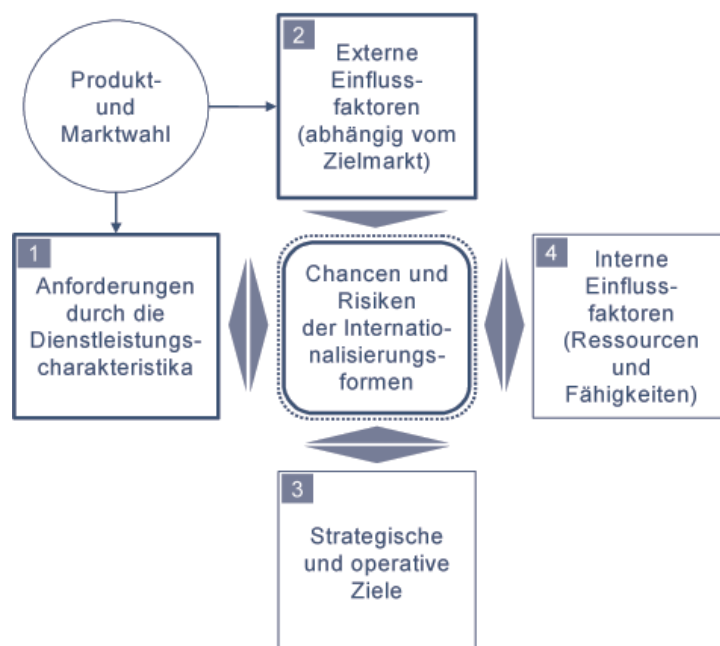 Produkt-
und
Marktwahl
2
Externe
Einfluss-
faktoren
(abhängig vom
Zielmarkt)
1
Anforderungen
durch die
Dienstleistungs-
charakteristika
Chancen und
Risiken
der Internatio-
nalisierungs-
formen
4
Interne
Einfluss-
faktoren
(Ressourcen
und
Fähigkeiten)
3
Strategische
und operative
Ziele